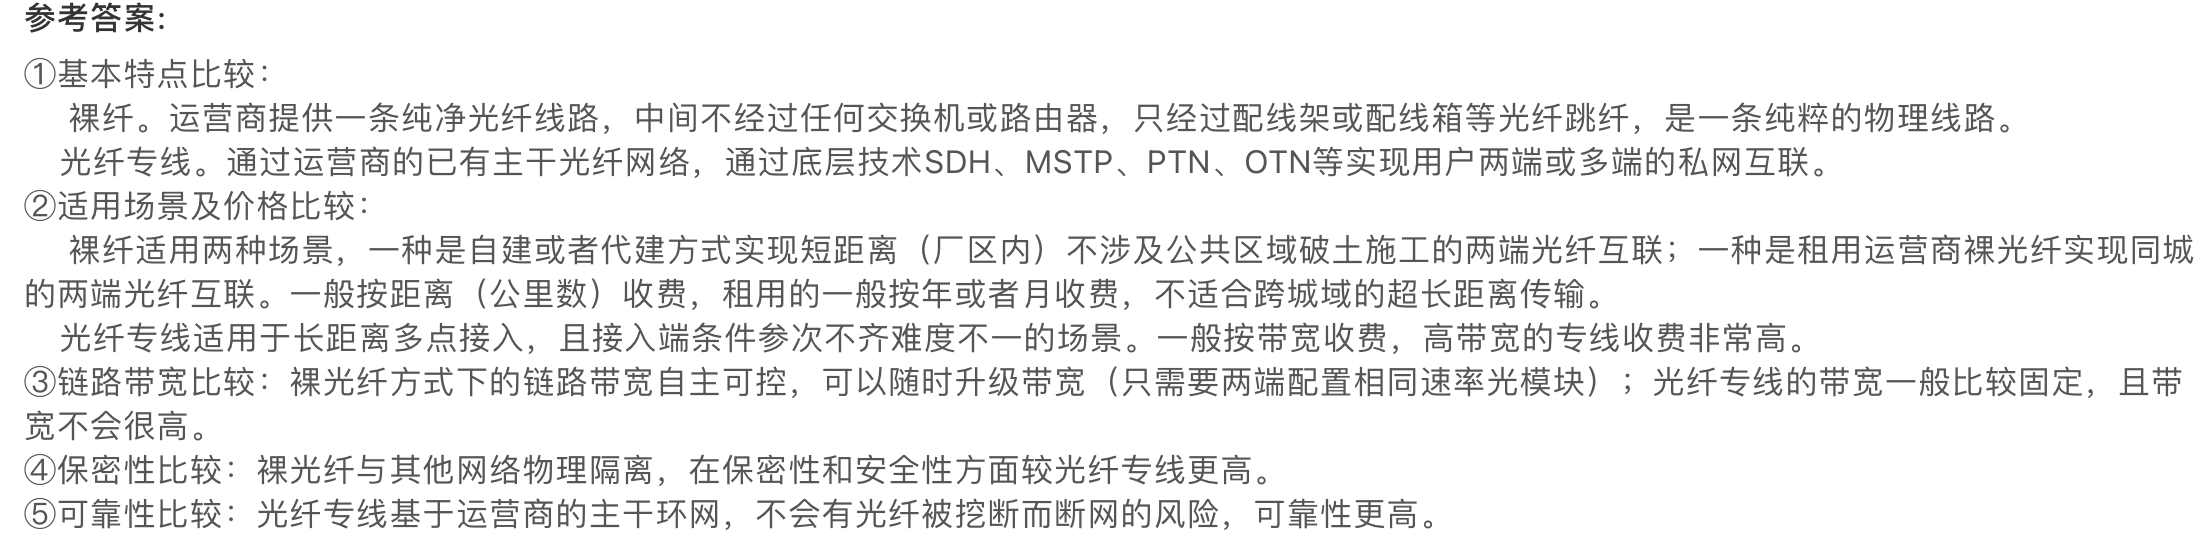 参考答案:
①基本特点比较：
裸纤。运营商提供一条纯净光纤线路，中间不经过任何交换机或路由器，只经过配线架或配线箱等光纤跳纤，是一条纯粹的物理线路。
光纤专线。通过运营商的已有主干光纤网络，通过底层技术SDH、MSTP、PTN、OTN等实现用户两端或多端的私网互联。
②适用场景及价格比较：
裸纤适用两种场景，一种是自建或者代建方式实现短距离（厂区内）不涉及公共区域破土施工的两端光纤互联；一种是租用运营商裸光纤实现同城
的两端光纤互联。一般按距离（公里数）收费，租用的一般按年或者月收费，不适合跨城域的超长距离传输。
光纤专线适用于长距离多点接入，且接入端条件参次不齐难度不一的场景。一般按带宽收费，高带宽的专线收费非常高。
③链路带宽比较：裸光纤方式下的链路带宽自主可控，可以随时升级带宽（只需要两端配置相同速率光模块）；光纤专线的带宽一般比较固定，且带
宽不会很高。
④保密性比较：裸光纤与其他网络物理隔离，在保密性和安全性方面较光纤专线更高。
⑤可靠性比较：光纤专线基于运营商的主干环网，不会有光纤被挖断而断网的风险，可靠性更高。